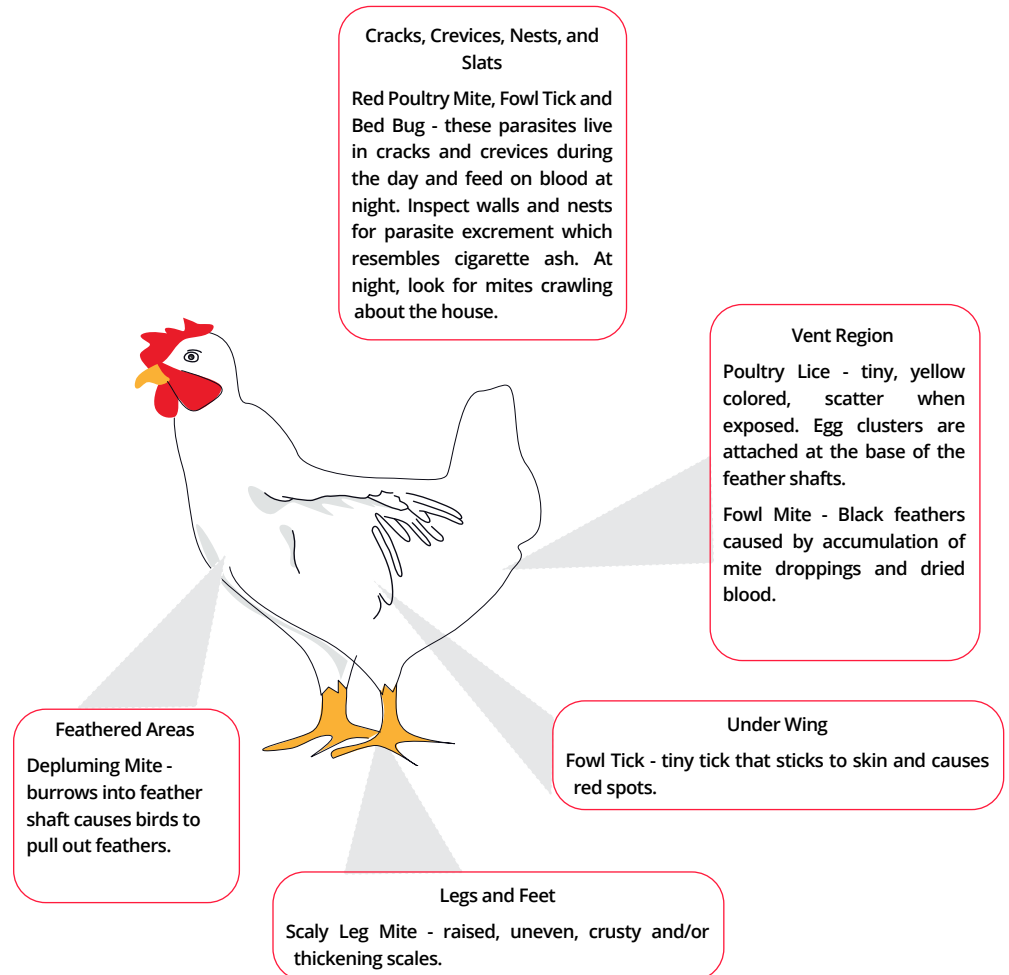 Cracks, Crevices, Nests, and
Slats
Red Poultry Mite, Fowl Tick and
Bed Bug - these parasites live
in cracks and crevices during
the day and feed on blood at
night. Inspect walls and nests
for parasite excrement which
resembles cigarette ash. At
night, look for mites crawling
about the house.
Vent Region
Poultry Lice - tiny, yellow
colored, scatter when
exposed. Egg clusters are
attached at the base of the
feather shafts.
Fowl Mite - Black feathers
caused by accumulation of
mite droppings and dried
blood.
Feathered Areas
Depluming Mite -
burrows into feather
shaft causes birds to
pull out feathers.
Under Wing
Fowl Tick - tiny tick that sticks to skin and causes
red spots.
Legs and Feet
Scaly Leg Mite - raised, uneven, crusty and/or
thickening scales.